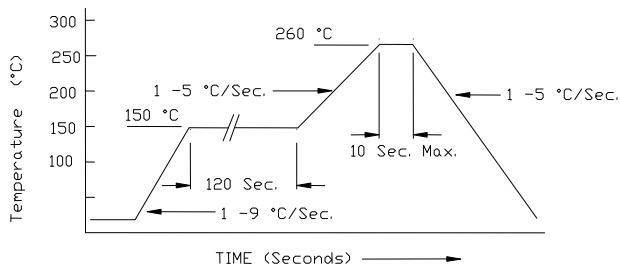 300
260 °C
250
200
1 -5 °C/Sec.
1 -5 °C/Sec.
150 °C
150
100
10 Sec. Max.
120 Sec.
1 -9 °C/Sec.
Temperature (°C)
TIME (Seconds)